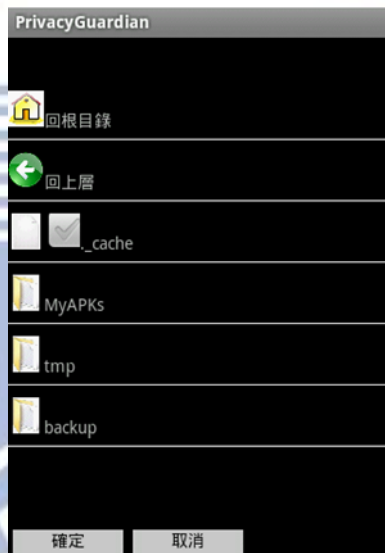 PrivacyGuardian
回根目錄
回上層
._cache
MyAPKs
tmp
backup
確定 取消